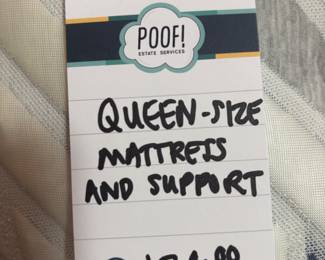 POOF!
ESTATE SERVICES
QUEEN-SIZE
MATTRESS
AND SUPPORT